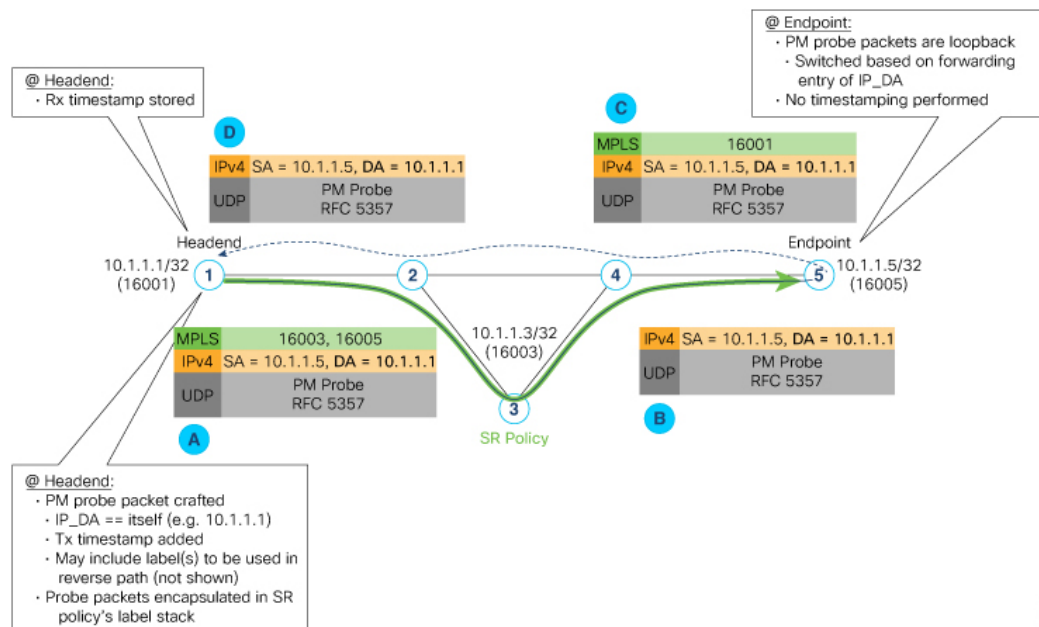 @ Endpoint:
· PM probe packets are loopback
· Switched based on forwarding
entry of IP_DA
· No timestamping performed
@ Headend:
· Rx timestamp stored
D
IPv4 SA = 10.1.1.5, DA = 10.1.1.1
UDP PM Probe
RFC 5357
C
MPLS 16001
IPv4 SA = 10.1.1.5, DA = 10.1.1.1
UDP PM Probe
RFC 5357
Headend
10.1.1.1/32
(16001)
1
2
4
5
Endpoint
10.1.1.5/32
(16005)
10.1.1.3/32
(16003)
3
SR Policy
MPLS 16003, 16005
IPv4 SA = 10.1.1.5, DA = 10.1.1.1
UDP PM Probe
RFC 5357
A
IPv4 SA = 10.1.1.5, DA = 10.1.1.1
UDP PM Probe
RFC 5357
B
@ Headend:
· PM probe packet crafted
· IP_DA == itself (e.g. 10.1.1.1)
· Tx timestamp added
· May include label(s) to be used in
reverse path (not shown)
· Probe packets encapsulated in SR
policy's label stack